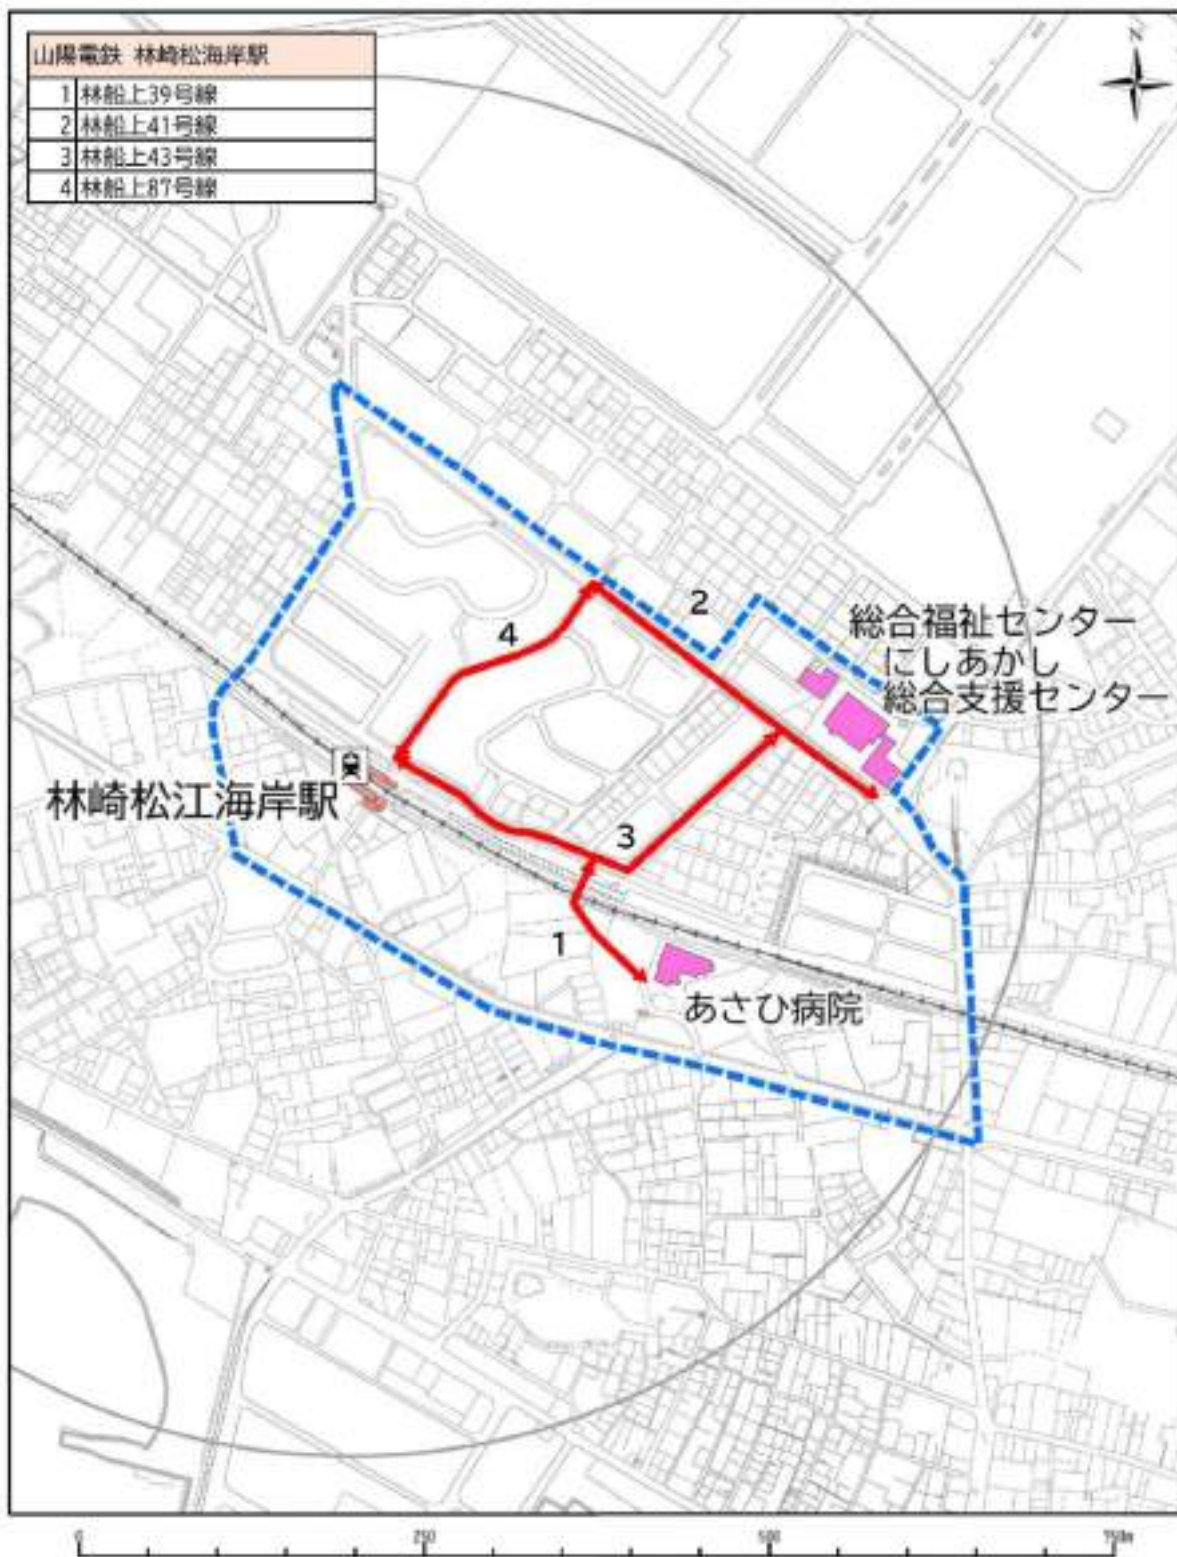 山陽電鉄 林崎松海岸駅
1 林船上39号線
2 林船上41号線
3 林船上43号線
4 林船上87号線
N
2
総合福祉センター
にしあかし
総合支援センター
4
林崎松江海岸駅
3
1
あさひ病院
0 250 500 750m